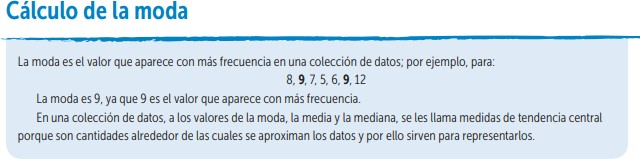 Cálculo de la moda
La moda es el valor que aparece con más frecuencia en una colección de datos; por ejemplo, para:
8, 9, 7, 5, 6, 9, 12
La moda es 9, ya que 9 es el valor que aparece con más frecuencia.
En una colección de datos, a los valores de la moda, la media y la mediana, se les llama medidas de tendencia central
porque son cantidades alrededor de las cuales se aproximan los datos y por ello sirven para representarlos.